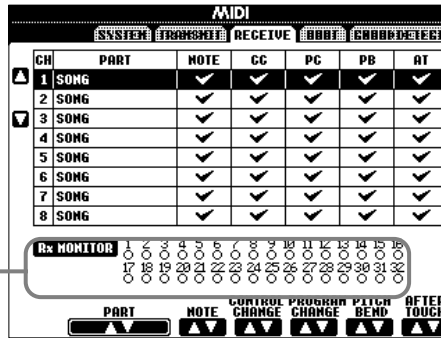 MIDI
SYSTEM TRANSMIT RECEIVE ROOT CHORD DETECT
CH PART NOTE CC PC PB AT
1 SONG
2 SONG
3 SONG
4 SONG
5 SONG
6 SONG
7 SONG
8 SONG
Rx MONITOR 1 2 3 4 5 6 7 8 9 10 11 12 13 14 15 16
17 18 19 20 21 22 23 24 25 26 27 28 29 30 31 32
PART NOTE CONTROL CHANGE PROGRAM CHANGE PITCH BEND AFTER TOUCH